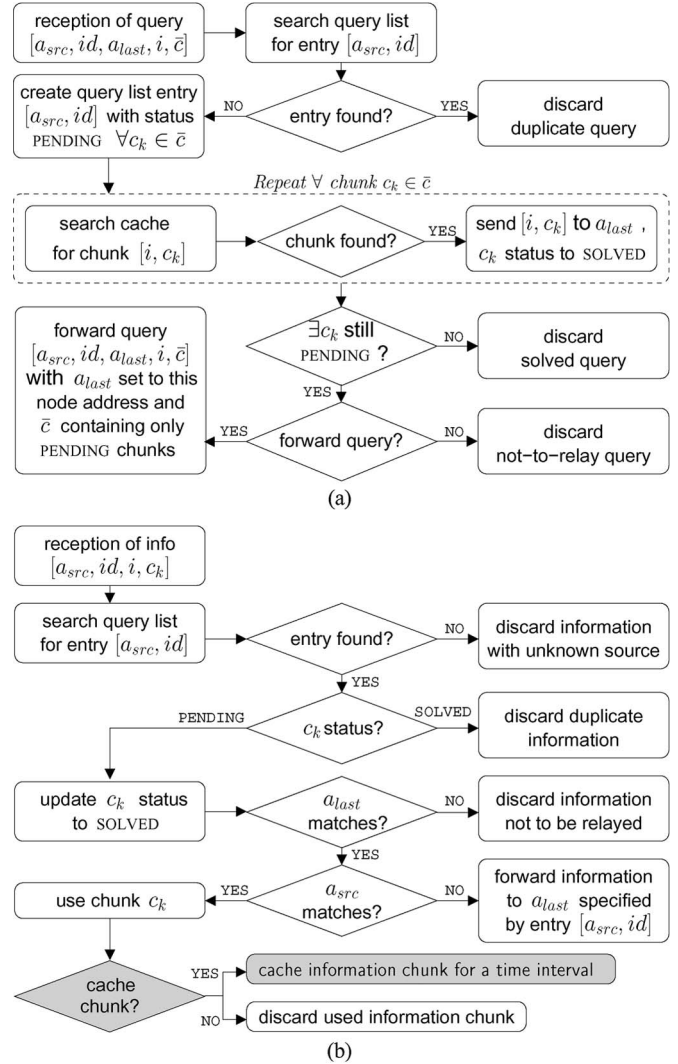 reception of query
[a_src, id, a_last, i, c̄]
search query list
for entry [a_src, id]
create query list entry
[a_src, id] with status
PENDING ∀c_k ∈ c̄
NO
entry found?
YES
discard
duplicate query
Repeat ∀ chunk c_k ∈ c̄
search cache
for chunk [i, c_k]
chunk found?
YES
send [i, c_k] to a_last ,
c_k status to SOLVED
forward query
[a_src, id, a_last, i, c̄]
with a_last set to this
node address and
c̄ containing only
PENDING chunks
∃c_k still
PENDING ?
NO
discard
solved query
YES
YES
forward query?
NO
discard
not-to-relay query
(a)
reception of info
[a_src, id, i, c_k]
search query list
for entry [a_src, id]
entry found?
NO
discard information
with unknown source
YES
PENDING
c_k status?
SOLVED
discard duplicate
information
update c_k status
to SOLVED
a_last
matches?
NO
discard information
not to be relayed
YES
use chunk c_k
YES
a_src
matches?
NO
forward information
to a_last specified
by entry [a_src, id]
cache
chunk?
YES
cache information chunk for a time interval
NO
discard used information chunk
(b)